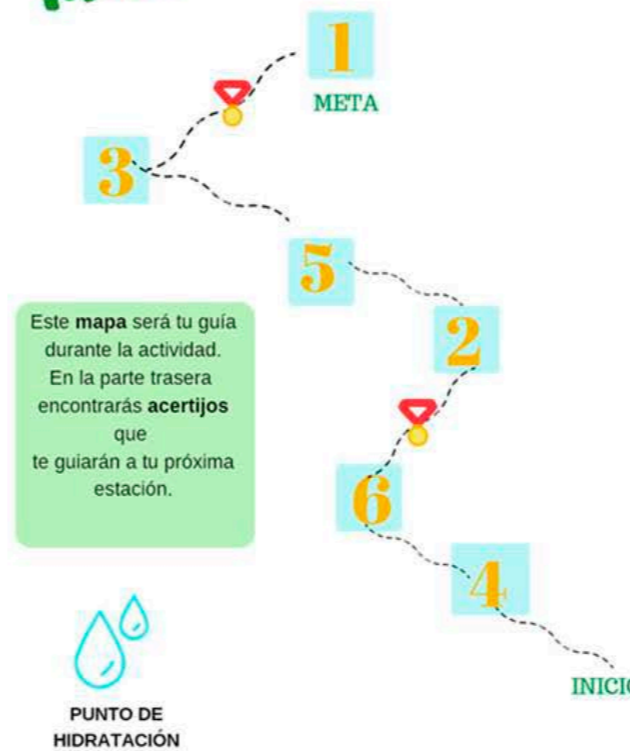 1
META
3
5
2
Este mapa será tu guía
durante la actividad.
En la parte trasera
encontrarás acertijos
que
te guiarán a tu próxima
estación.
6
4
INICIO
PUNTO DE
HIDRATACIÓN